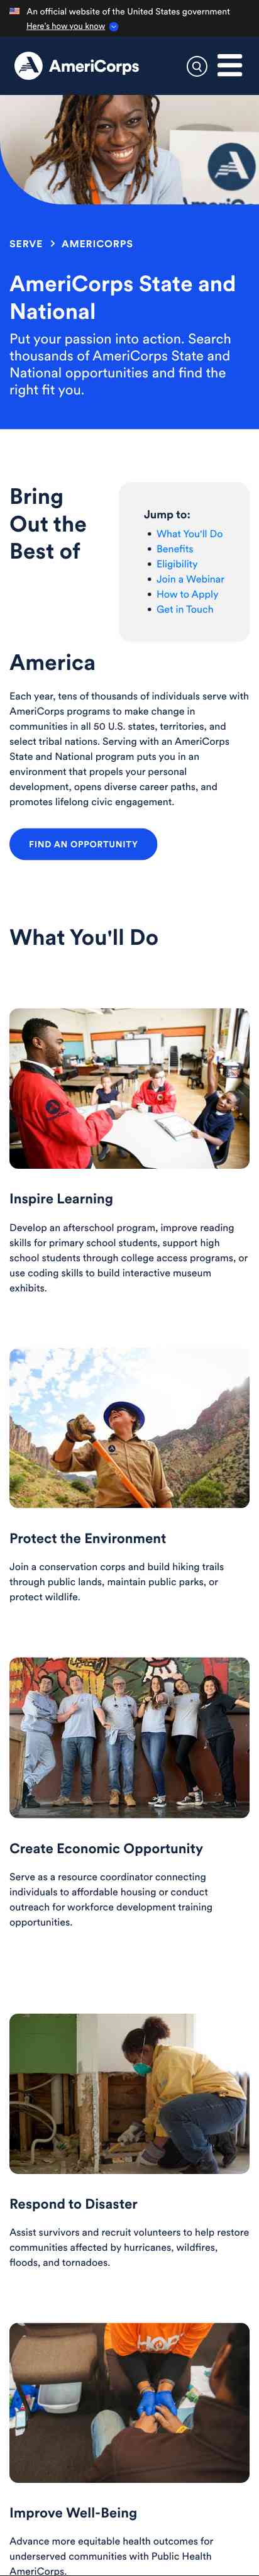 An official website of the United States government
Here's how you know
AmeriCorps
AmeriCorps
SERVE > AMERICORPS
AmeriCorps State and
National
Put your passion into action. Search
thousands of AmeriCorps State and
National opportunities and find the
right fit you.
Bring
Out the
Best of
America
Jump to:
What You'll Do
Benefits
Eligibility
Join a Webinar
How to Apply
Get in Touch
Each year, tens of thousands of individuals serve with
AmeriCorps programs to make change in
communities in all 50 U.S. states, territories, and
select tribal nations. Serving with an AmeriCorps
State and National program puts you in an
environment that propels your personal
development, opens diverse career paths, and
promotes lifelong civic engagement.
FIND AN OPPORTUNITY
What You'll Do
Inspire Learning
Develop an afterschool program, improve reading
skills for primary school students, support high
school students through college access programs, or
use coding skills to build interactive museum
exhibits.
Protect the Environment
Join a conservation corps and build hiking trails
through public lands, maintain public parks, or
protect wildlife.
Create Economic Opportunity
Serve as a resource coordinator connecting
individuals to affordable housing or conduct
outreach for workforce development training
opportunities.
Respond to Disaster
Assist survivors and recruit volunteers to help restore
communities affected by hurricanes, wildfires,
floods, and tornadoes.
HOP
Improve Well-Being
Advance more equitable health outcomes for
underserved communities with Public Health
AmeriCorps.